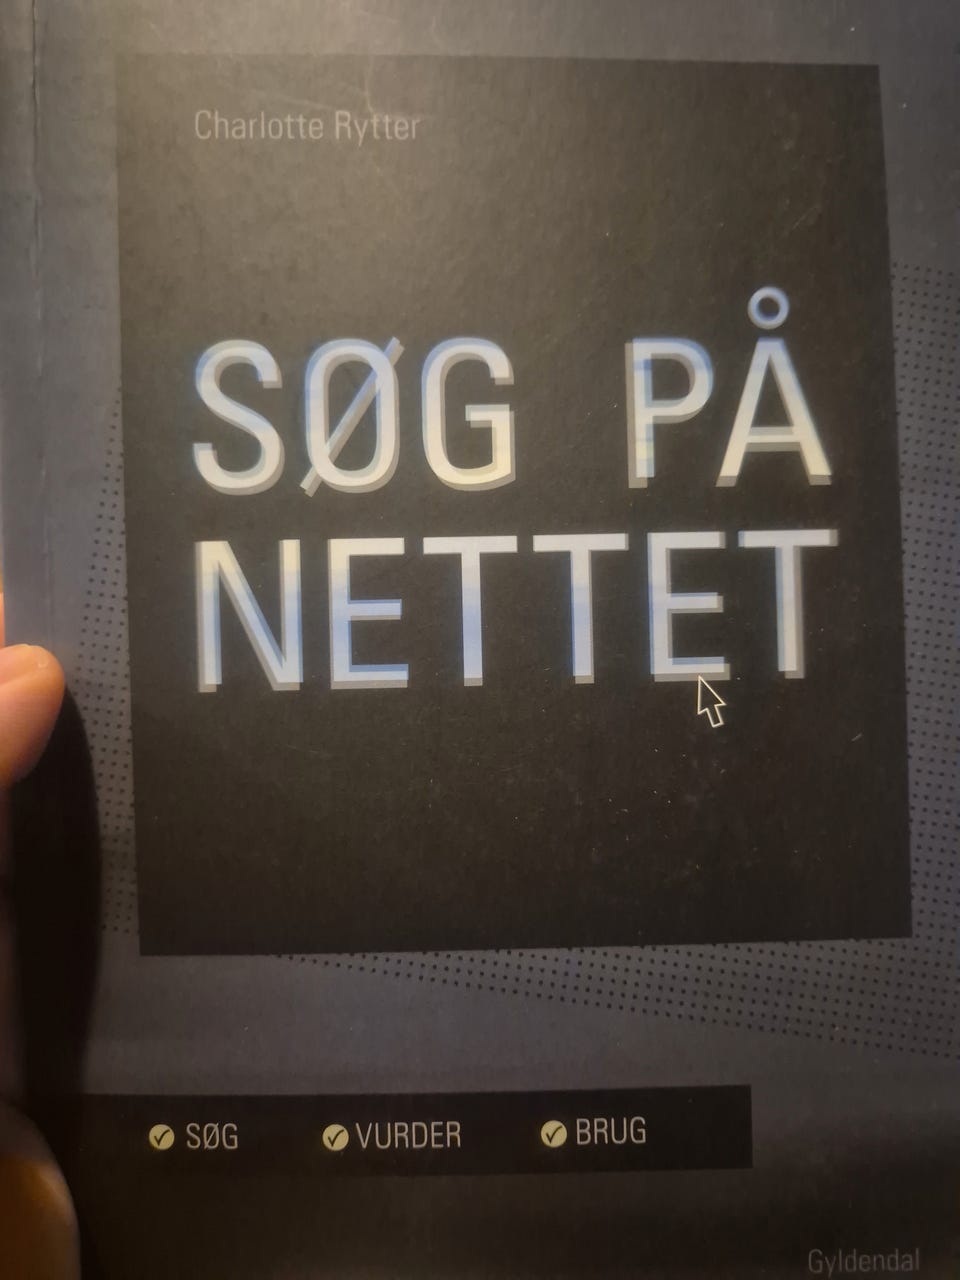 Charlotte Rytter
SØG PÅ
NETTET
SØG VURDER BRUG
Gyldendal